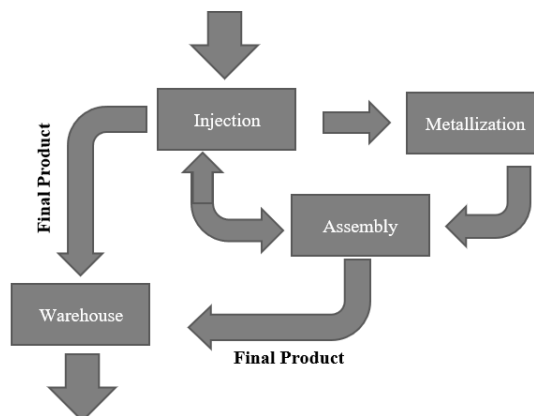 Injection
Metallization
Final Product
Assembly
Warehouse
Final Product